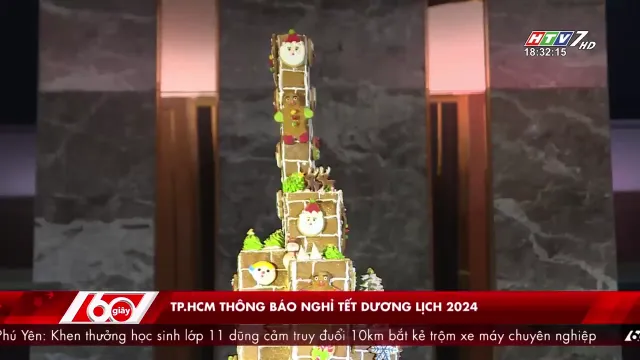 HTV7 HD
18:32:15
60 giây
TP.HCM THÔNG BÁO NGHỈ TẾT DƯƠNG LỊCH 2024
Phú Yên: Khen thưởng học sinh lớp 11 dũng cảm truy đuổi 10km bắt kẻ trộm xe máy chuyên nghiệp